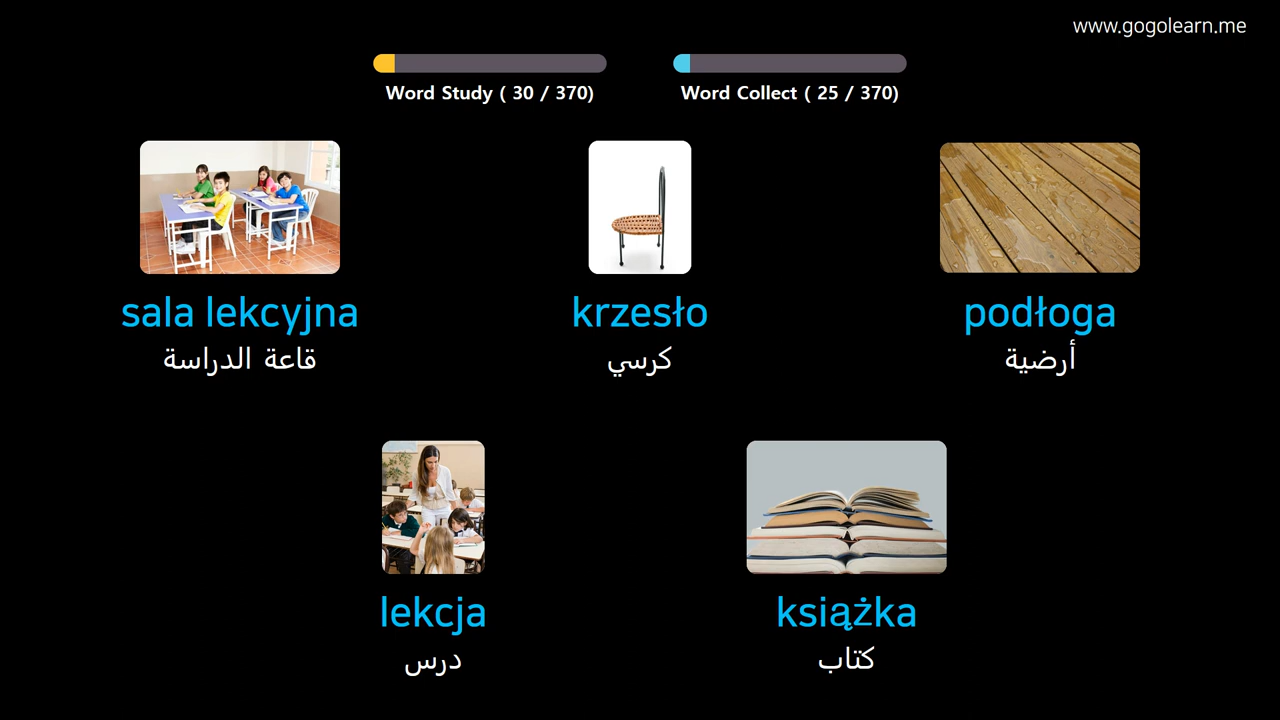 www.gogolearn.me
Word Study ( 30 / 370)
Word Collect ( 25 / 370)
sala lekcyjna
قاعة الدراسة
krzesło
كرسي
podłoga
أرضية
lekcja
درس
książka
كتاب